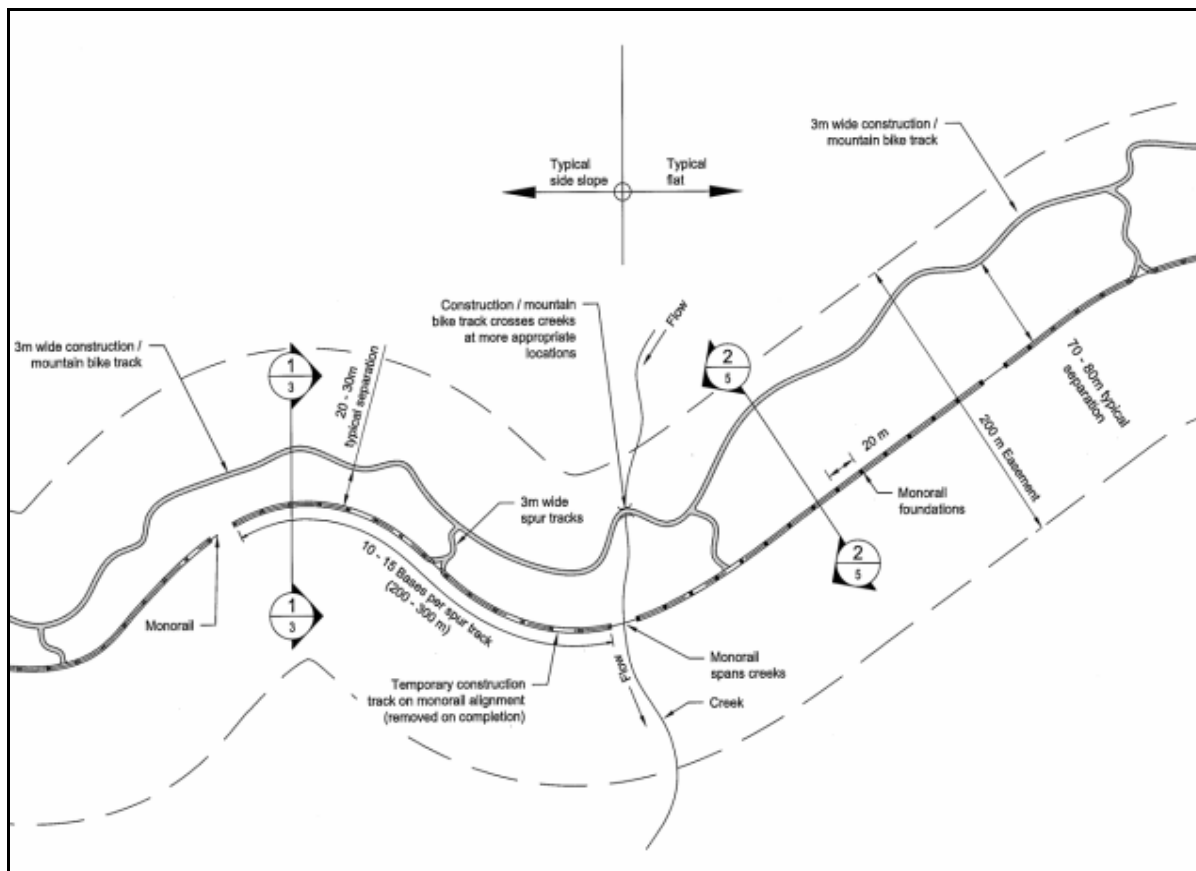 3m wide construction /
mountain bike track
Typical
side slope
Typical
flat
Construction / mountain
bike track crosses creeks
at more appropriate
locations
Flow
3m wide construction /
mountain bike track
1
3
20 - 30m
typical separation
2
5
70 - 80m typical
separation
200 m Easement
20 m
Monorail
foundations
3m wide
spur tracks
10 - 15 Bases per spur track
(200 - 300 m)
2
5
1
3
Monorail
Monorail
spans creeks
Flow
Temporary construction
track on monorail alignment
(removed on completion)
Creek